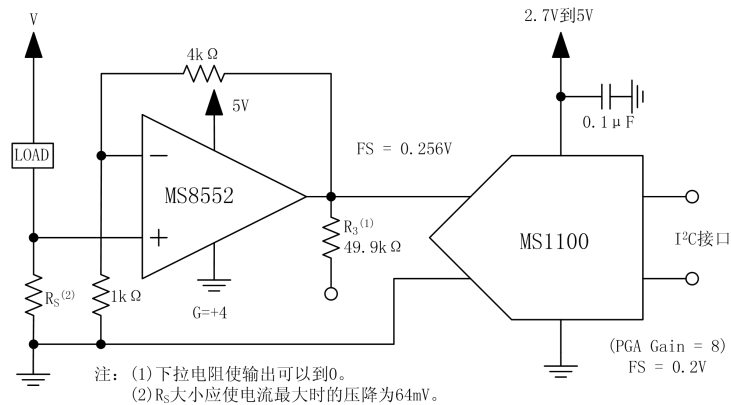 V
2.7V到5V
4kΩ
5V
0.1μF
LOAD
FS = 0.256V
MS8552
R₃⁽¹⁾
49.9kΩ
MS1100
I²C接口
R_S⁽²⁾
1kΩ
G=+4
(PGA Gain = 8)
FS = 0.2V
注：(1)下拉电阻使输出可以到0。
(2)R_S大小应使电流最大时的压降为64mV。